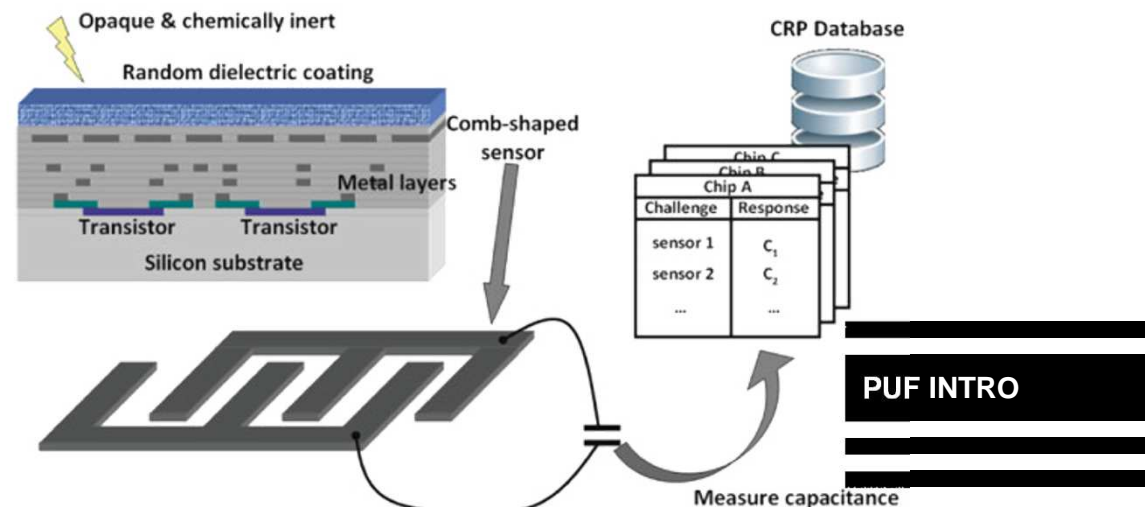 Opaque & chemically inert
Random dielectric coating
Comb-shaped
sensor
Metal layers
Transistor
Transistor
Silicon substrate
CRP Database
Chip C
Chip B
Chip A
Challenge Response
sensor 1 C₁
sensor 2 C₂
... ...
PUF INTRO
Measure capacitance